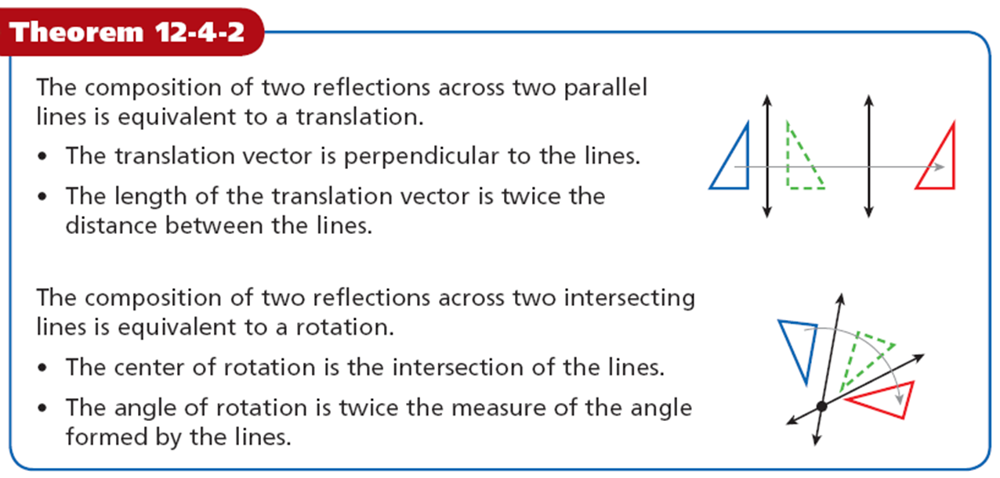 Theorem 12-4-2
The composition of two reflections across two parallel
lines is equivalent to a translation.
• The translation vector is perpendicular to the lines.
• The length of the translation vector is twice the
distance between the lines.
The composition of two reflections across two intersecting
lines is equivalent to a rotation.
• The center of rotation is the intersection of the lines.
• The angle of rotation is twice the measure of the angle
formed by the lines.